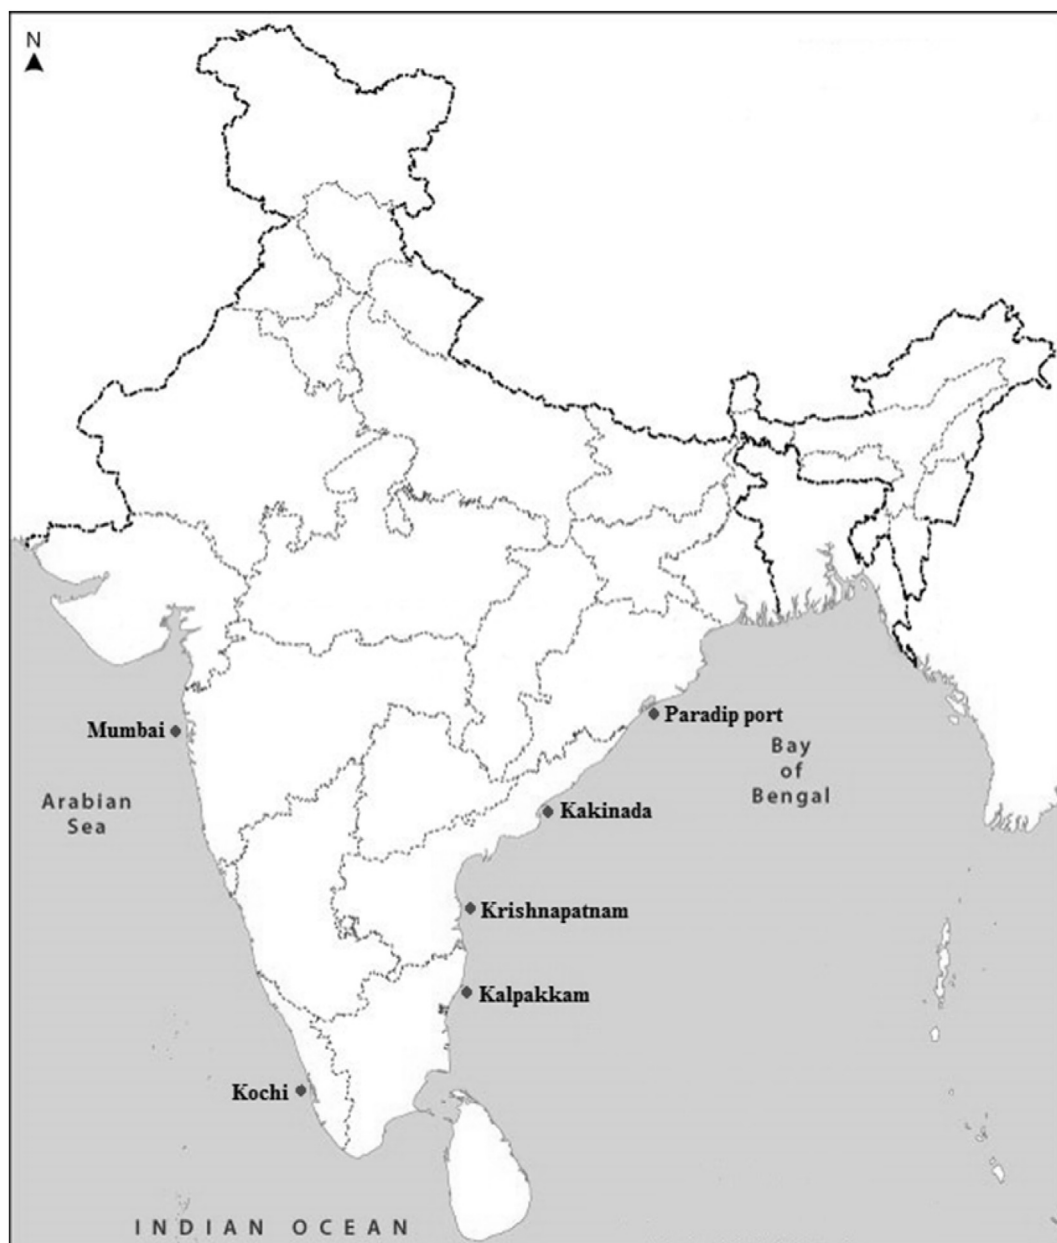 N
Mumbai
Paradip port
Bay
of
Bengal
Arabian
Sea
Kakinada
Krishnapatnam
Kalpakkam
Kochi
INDIAN OCEAN